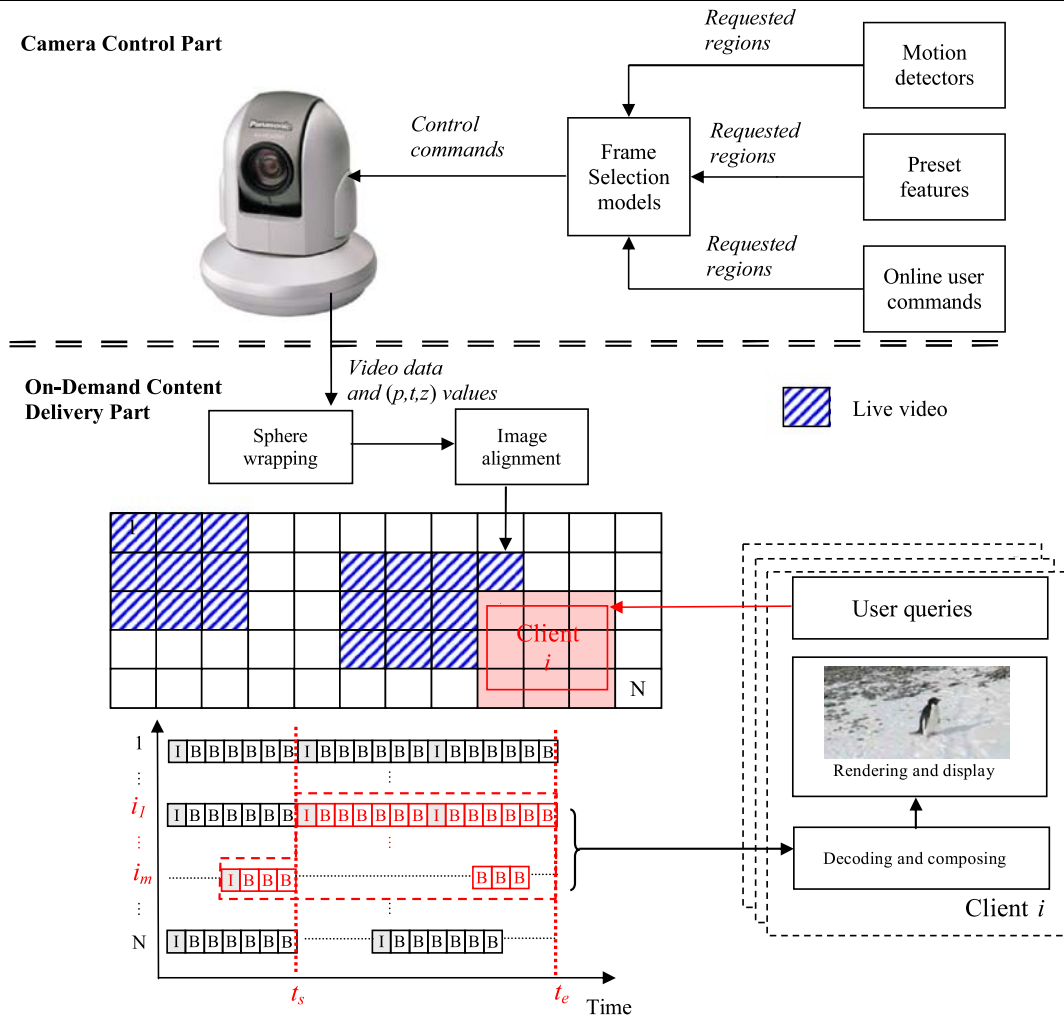 Camera Control Part
Requested
regions
Motion
detectors
Panasonic
Control
commands
Frame
Selection
models
Requested
regions
Preset
features
Requested
regions
Online user
commands
On-Demand Content
Delivery Part
Video data
and (p,t,z) values
Live video
Sphere
wrapping
Image
alignment
1
Client
i
N
User queries
Rendering and display
Decoding and composing
Client i
1 I B B B B B B I B B B B B B I B B B B B B
⋮ ⋮
i1 I B B B B B B I B B B B B B I B B B B B B
⋮ ⋮
im I B B B B B B
⋮ ⋮
N I B B B B B B I B B B B B B
ts te Time